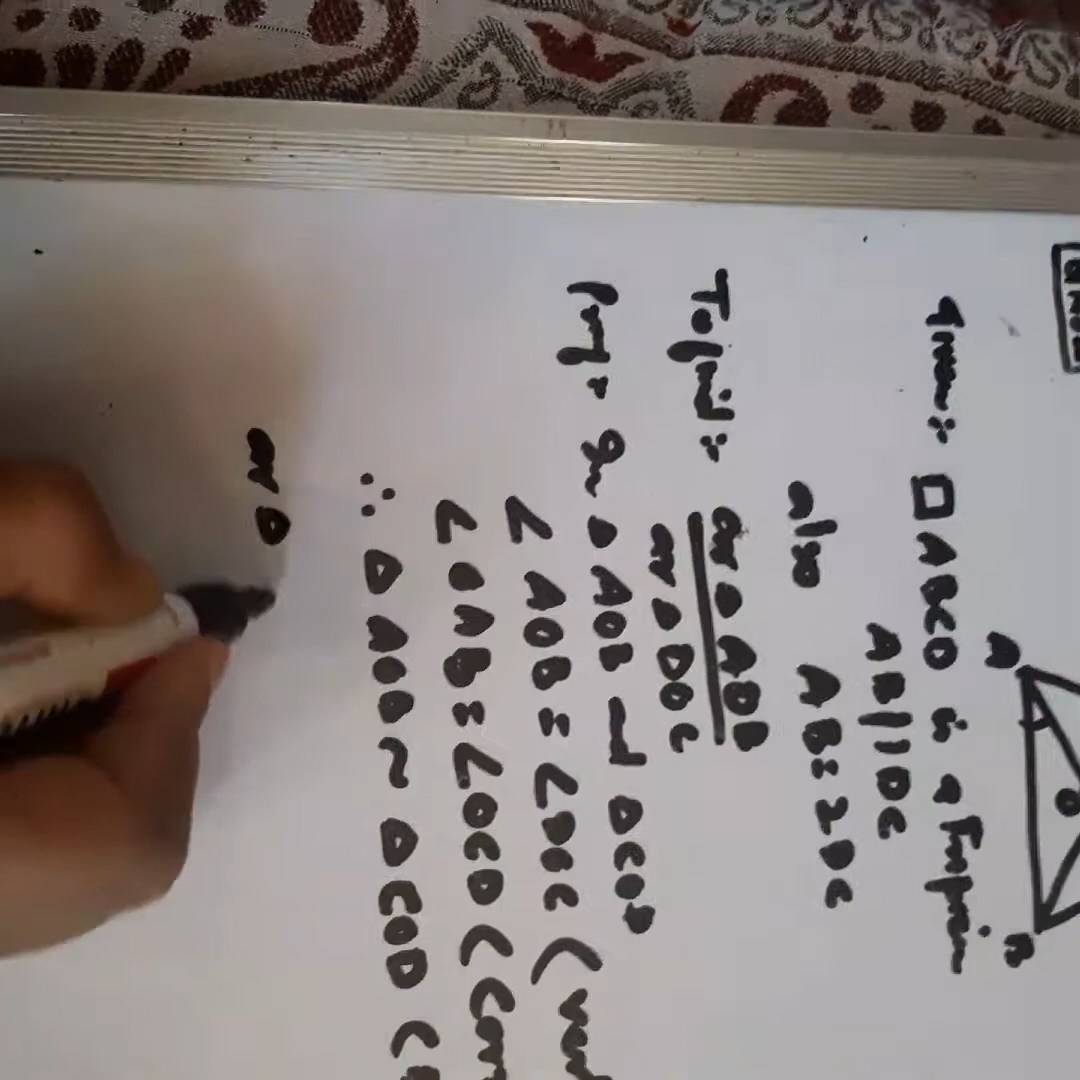 Given:- □ ABCD is a Trapezium
AB||DC
also AB = 2DC
To find:- ar △ AOB
ar △ DOC
In △ AOB and △ COD
∠ AOB = ∠ DOC (
∠ OAB = ∠ OCD (
∴ △ AOB ~ △ COD (
ar △
A
O
B